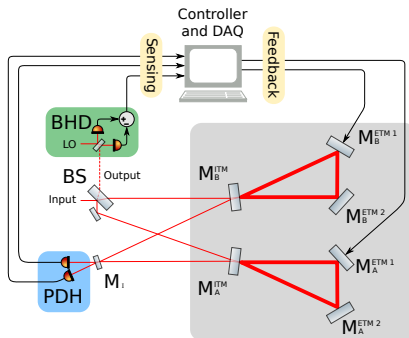 Controller
and DAQ
Sensing
Feedback
BHD
LO
+
-
Output
BS
Input
M_B^ETM 1
M_B^ITM
M_B^ETM 2
M_A^ETM 1
M_A^ITM
M_A^ETM 2
M_i
PDH